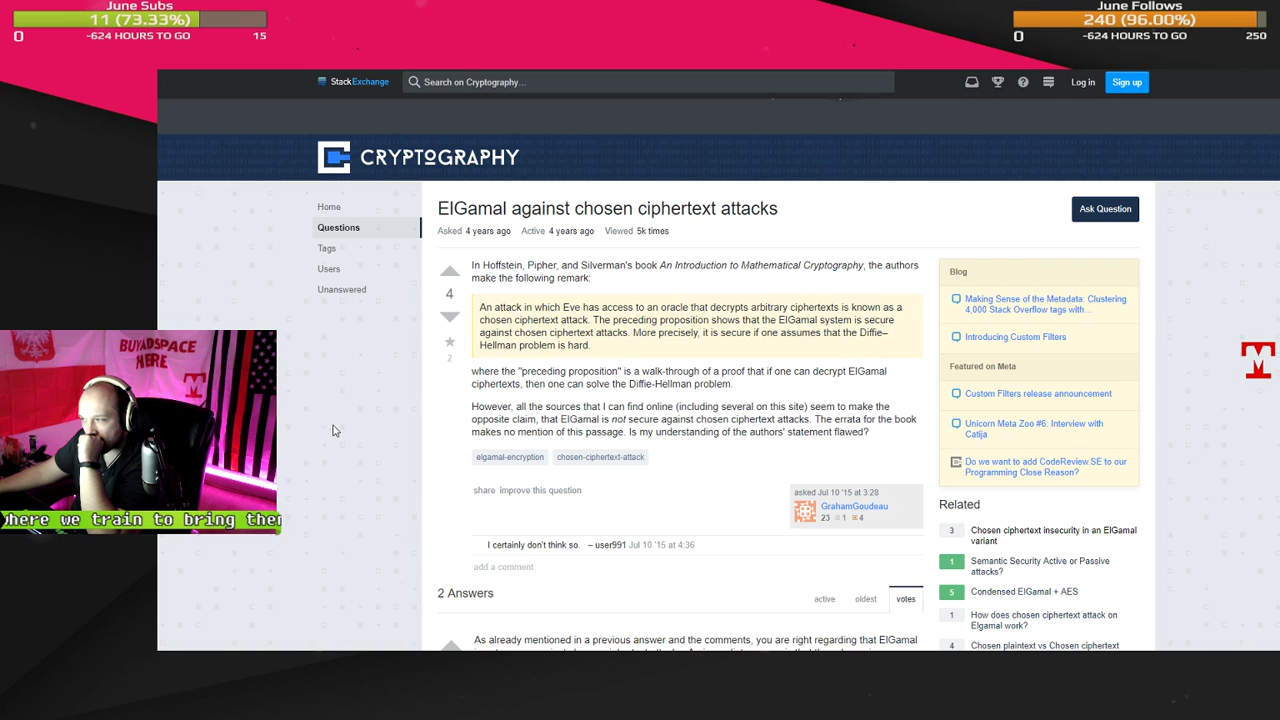 June Subs
11 (73.33%)
0 -624 HOURS TO GO 15
June Follows
240 (96.00%)
0 -624 HOURS TO GO 250
StackExchange
Search on Cryptography...
Log in
Sign up
CRYPTOGRAPHY
Home
Questions
Tags
Users
Unanswered
ElGamal against chosen ciphertext attacks
Asked 4 years ago Active 4 years ago Viewed 5k times
Ask Question
In Hoffstein, Pipher, and Silverman's book An Introduction to Mathematical Cryptography, the authors
make the following remark:
4
2
An attack in which Eve has access to an oracle that decrypts arbitrary ciphertexts is known as a
chosen ciphertext attack. The preceding proposition shows that the ElGamal system is secure
against chosen ciphertext attacks. More precisely, it is secure if one assumes that the Diffie–
Hellman problem is hard.
where the "preceding proposition" is a walk-through of a proof that if one can decrypt ElGamal
ciphertexts, then one can solve the Diffie-Hellman problem.
However, all the sources that I can find online (including several on this site) seem to make the
opposite claim, that ElGamal is not secure against chosen ciphertext attacks. The errata for the book
makes no mention of this passage. Is my understanding of the authors' statement flawed?
elgamal-encryption chosen-ciphertext-attack
share improve this question
asked Jul 10 '15 at 3:28
GrahamGoudeau
23 1 4
I certainly don't think so. – user991 Jul 10 '15 at 4:36
add a comment
2 Answers
active oldest votes
As already mentioned in a previous answer and the comments, you are right regarding that ElGamal
Blog
Making Sense of the Metadata: Clustering
4,000 Stack Overflow tags with…
Introducing Custom Filters
Featured on Meta
Custom Filters release announcement
Unicorn Meta Zoo #6: Interview with
Catija
Do we want to add CodeReview.SE to our
Programming Close Reason?
Related
3 Chosen ciphertext insecurity in an ElGamal
variant
1 Semantic Security Active or Passive
attacks?
5 Condensed ElGamal + AES
1 How does chosen ciphertext attack on
Elgamal work?
4 Chosen plaintext vs Chosen ciphertext
HERE
where we train to bring ther